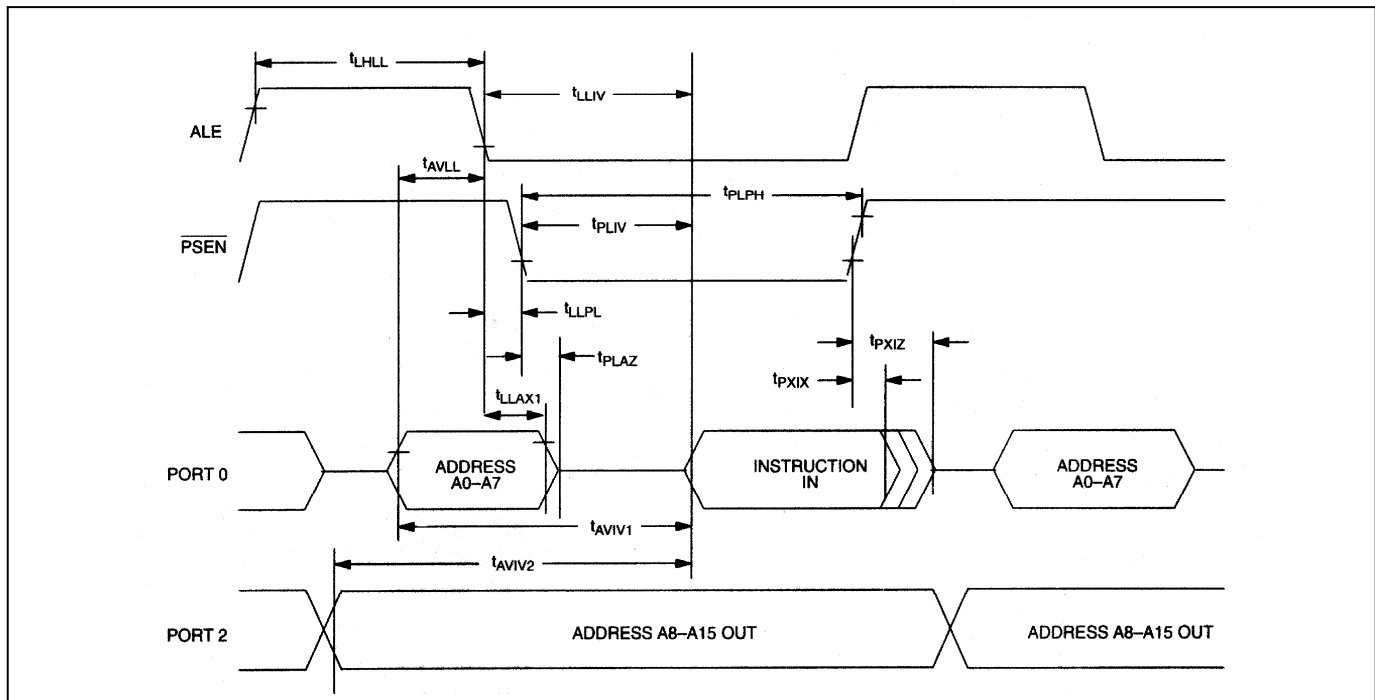 tLHLL
tLLIV
ALE
tAVLL
tPLPH
tPLIV
PSEN
tLLPL
tPLAZ
tPXIZ
tPXIX
tLLAX1
PORT 0
ADDRESS
A0–A7
INSTRUCTION
IN
ADDRESS
A0–A7
tAVIV1
tAVIV2
PORT 2
ADDRESS A8–A15 OUT
ADDRESS A8–A15 OUT